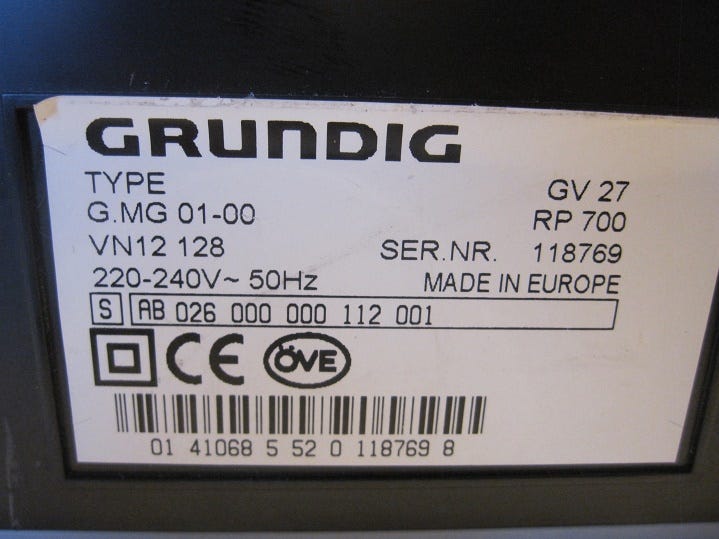 GRUNDIG
TYPE GV 27
G.MG 01-00 RP 700
VN12 128 SER.NR. 118769
220-240V~ 50Hz MADE IN EUROPE
S AB 026 000 000 112 001
CE ÖVE
01 41068 5 52 0 118769 8